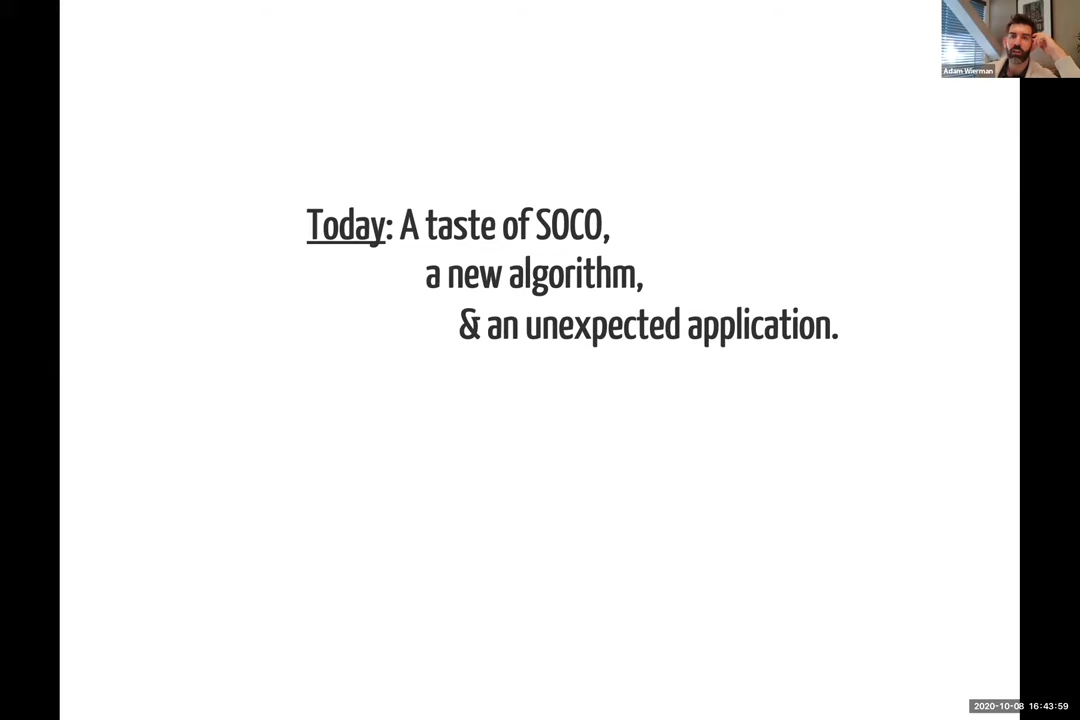 Adam Wierman
Today: A taste of SOCO,
a new algorithm,
& an unexpected application.
2020-10-08 16:43:59